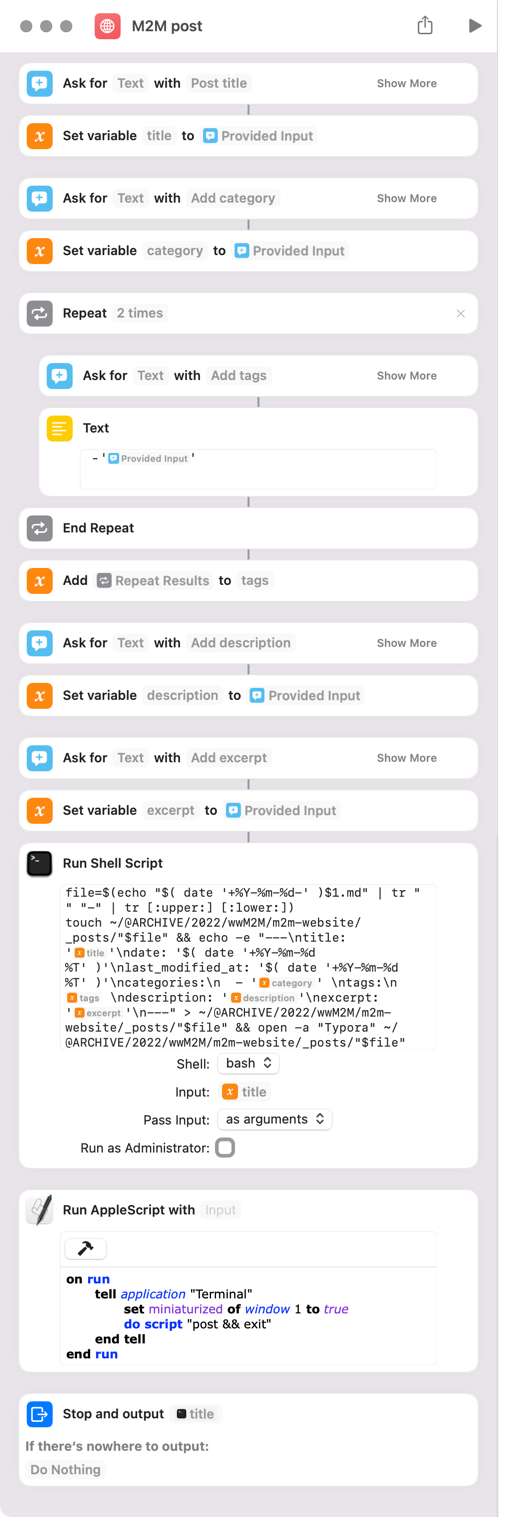 M2M post
Ask for Text with Post title Show More
Set variable title to Provided Input
Ask for Text with Add category Show More
Set variable category to Provided Input
Repeat 2 times
Ask for Text with Add tags Show More
Text
- 'Provided Input'
End Repeat
Add Repeat Results to tags
Ask for Text with Add description Show More
Set variable description to Provided Input
Ask for Text with Add excerpt Show More
Set variable excerpt to Provided Input
Run Shell Script
file=$(echo "$( date '+%Y-%m-%d-' )$1.md" | tr "
" "-" | tr [:upper:] [:lower:])
touch ~/@ARCHIVE/2022/wwM2M/m2m-website/
_posts/"$file" && echo -e "---\ntitle:
'title'\ndate: '$( date '+%Y-%m-%d
%T' )'\nlast_modified_at: '$( date '+%Y-%m-%d
%T' )'\ncategories:\n  - 'category' \ntags:\n
tags \ndescription: 'description'\nexcerpt:
'excerpt'\n---" > ~/@ARCHIVE/2022/wwM2M/m2m-
website/_posts/"$file" && open -a "Typora" ~/
@ARCHIVE/2022/wwM2M/m2m-website/_posts/"$file"
Shell: bash
Input: title
Pass Input: as arguments
Run as Administrator:
Run AppleScript with Input
on run
tell application "Terminal"
set miniaturized of window 1 to true
do script "post && exit"
end tell
end run
Stop and output title
If there's nowhere to output:
Do Nothing